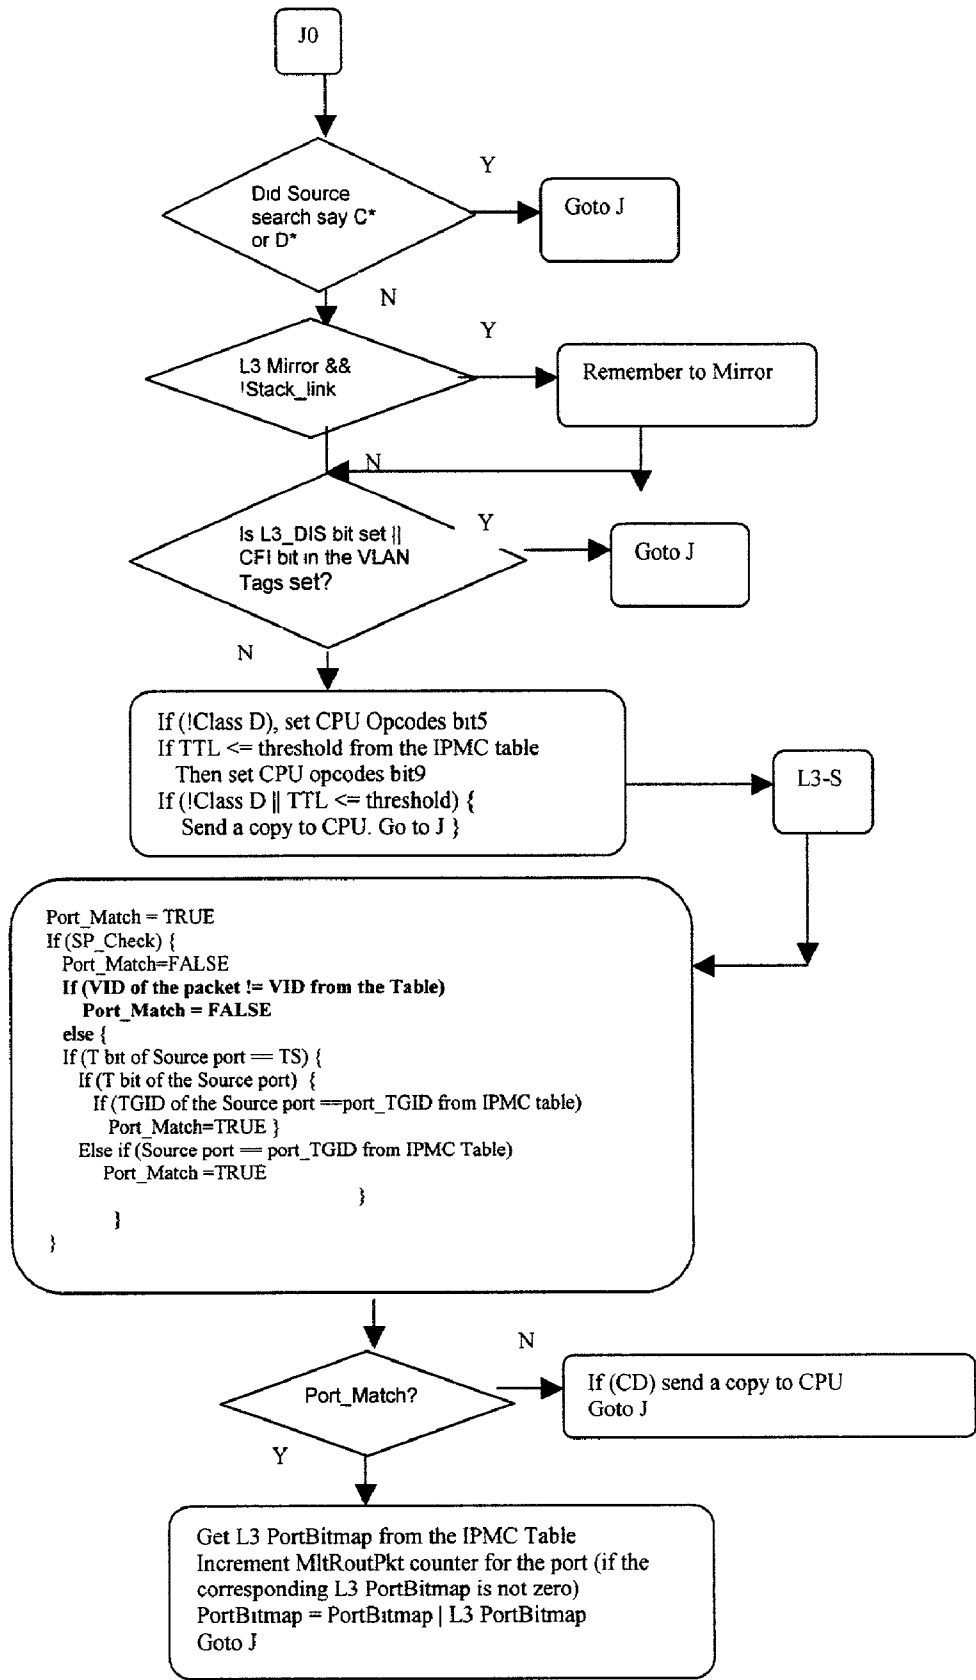 J0
Did Source
search say C*
or D*
Y
Goto J
N
L3 Mirror &&
!Stack_link
Y
Remember to Mirror
N
Is L3_DIS bit set ||
CFI bit in the VLAN
Tags set?
Y
Goto J
N
If (!Class D), set CPU Opcodes bit5
If TTL <= threshold from the IPMC table
Then set CPU opcodes bit9
If (!Class D || TTL <= threshold) {
Send a copy to CPU. Go to J }
L3-S
Port_Match = TRUE
If (SP_Check) {
Port_Match=FALSE
If (VID of the packet != VID from the Table)
Port_Match = FALSE
else {
If (T bit of Source port == TS) {
If (T bit of the Source port) {
If (TGID of the Source port ==port_TGID from IPMC table)
Port_Match=TRUE }
Else if (Source port == port_TGID from IPMC Table)
Port_Match =TRUE
}
}
}
Port_Match?
N
If (CD) send a copy to CPU
Goto J
Y
Get L3 PortBitmap from the IPMC Table
Increment MltRoutPkt counter for the port (if the
corresponding L3 PortBitmap is not zero)
PortBitmap = PortBitmap | L3 PortBitmap
Goto J